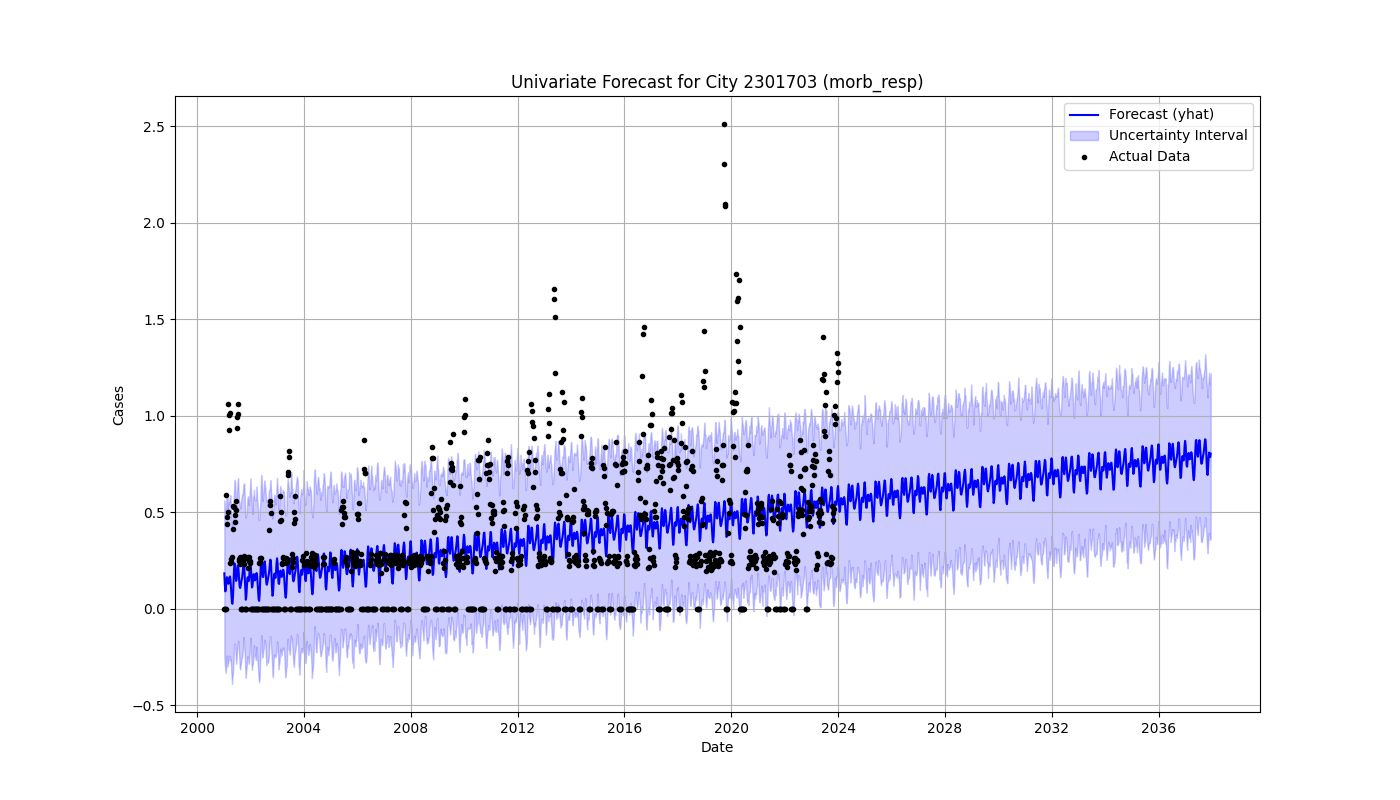 Univariate Forecast for City 2301703 (morb_resp)
Forecast (yhat)
Uncertainty Interval
Actual Data
Cases
2.5
2.0
1.5
1.0
0.5
0.0
−0.5
2000 2004 2008 2012 2016 2020 2024 2028 2032 2036
Date